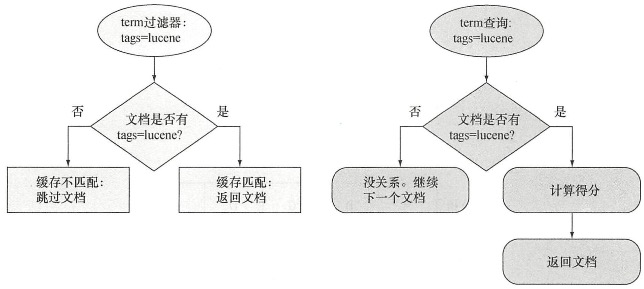 term过滤器:
tags=lucene
文档是否有
tags=lucene?
否
是
缓存不匹配:
跳过文档
缓存匹配:
返回文档
term查询:
tags=lucene
文档是否有
tags=lucene?
否
是
没关系。继续
下一个文档
计算得分
返回文档